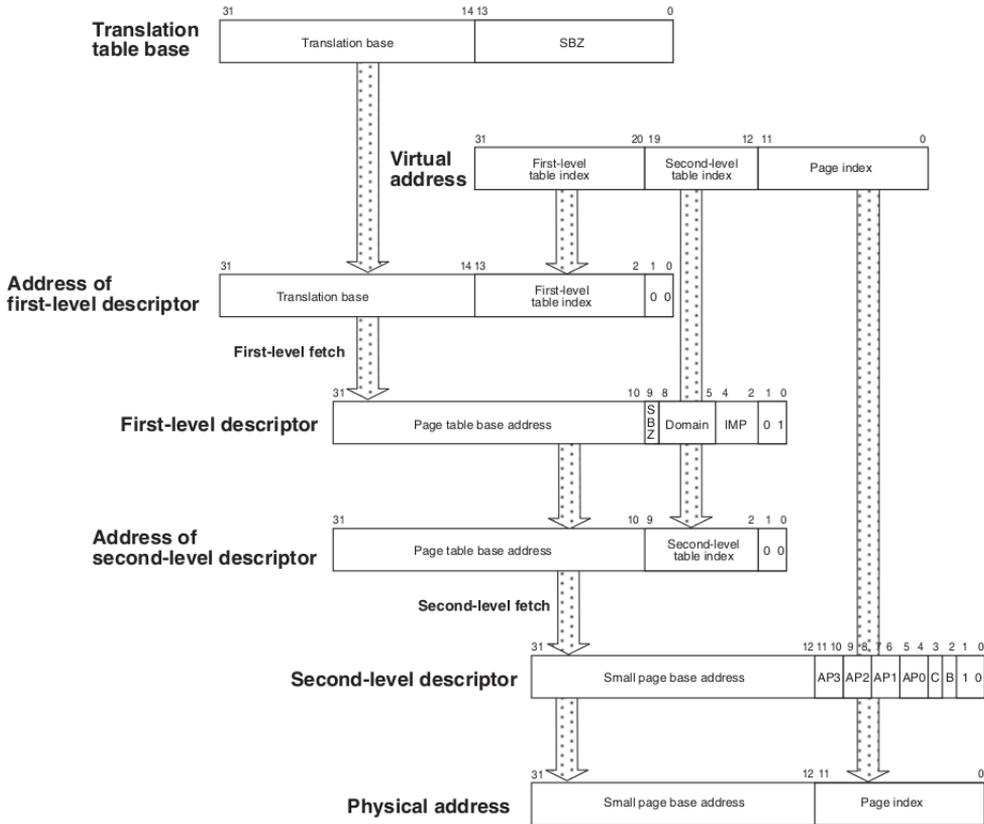 31 14 13 0
Translation
table base
Translation base SBZ
31 20 19 12 11 0
Virtual
address
First-level
table index
Second-level
table index
Page index
31 14 13 2 1 0
Address of
first-level descriptor
Translation base
First-level
table index
0 0
First-level fetch
31 10 9 8 5 4 2 1 0
First-level descriptor
Page table base address
S
B
Z
Domain IMP 0 1
31 10 9 2 1 0
Address of
second-level descriptor
Page table base address
Second-level
table index
0 0
Second-level fetch
31 12 11 10 9 8 7 6 5 4 3 2 1 0
Second-level descriptor
Small page base address AP3 AP2 AP1 AP0 C B 1 0
31 12 11 0
Physical address
Small page base address Page index